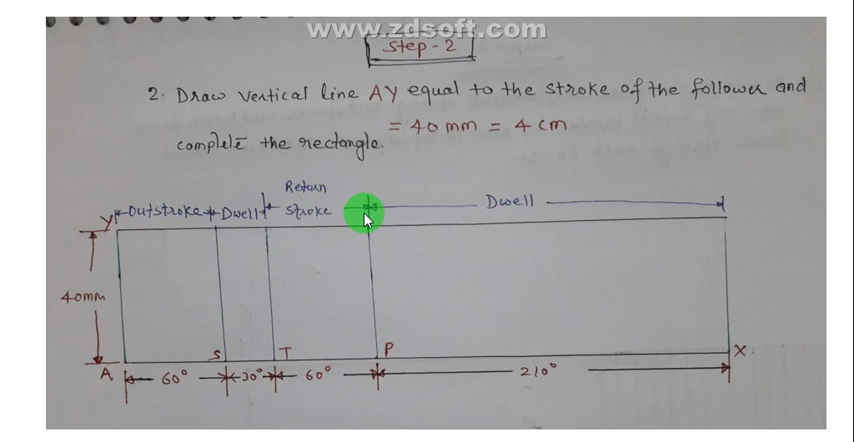 www.zdsoft.com
Step-2
2. Draw vertical line AY equal to the stroke of the follower and
= 40 mm = 4 cm
complete the rectangle.
Return
Y Outstroke Dwell stroke Dwell
40mm
A S T P X
60° 30° 60° 210°